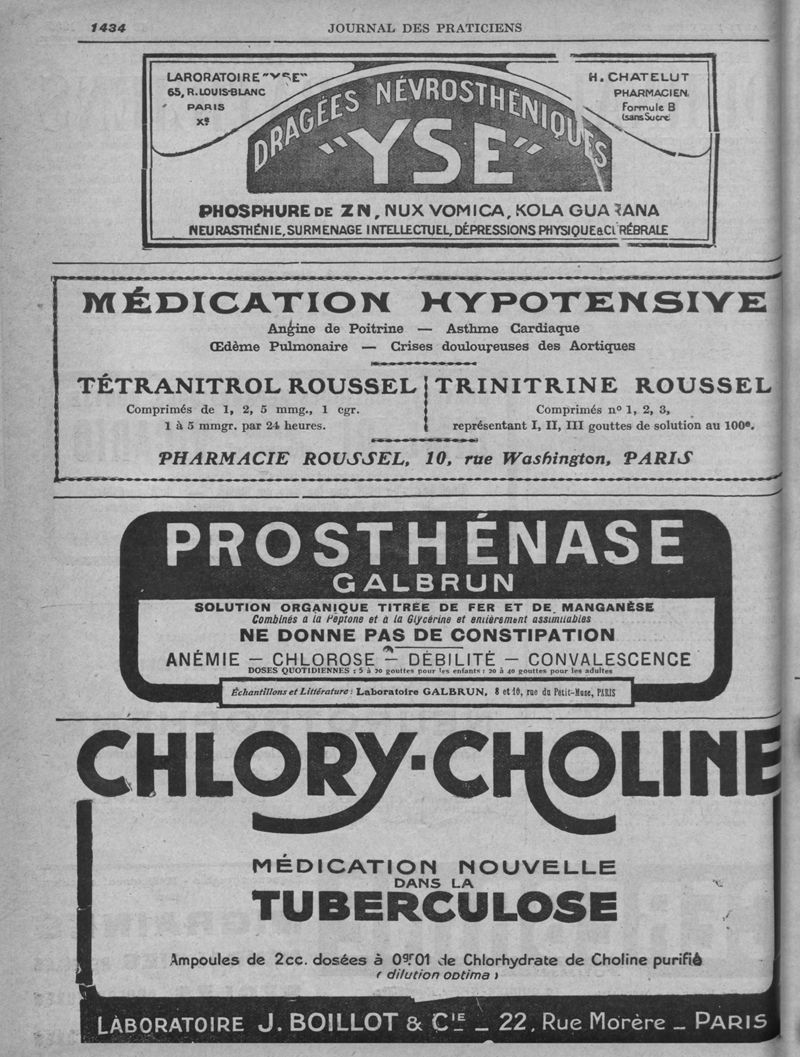 1434
JOURNAL DES PRATICIENS
LARORATOIRE "YSE"
65, R. LOUIS-BLANC
PARIS
Xe
H. CHATELUT
PHARMACIEN.
Formule B
(sans Sucre)
DRAGÉES NÉVROSTHÉNIQUES
"YSE"
PHOSPHURE DE ZN, NUX VOMICA, KOLA GUARANA
NEURASTHÉNIE, SURMENAGE INTELLECTUEL, DÉPRESSIONS PHYSIQUE & CÉRÉBRALE
MÉDICATION HYPOTENSIVE
Angine de Poitrine — Asthme Cardiaque
Œdème Pulmonaire — Crises douloureuses des Aortiques
TÉTRANITROL ROUSSEL
Comprimés de 1, 2, 5 mmg., 1 cgr.
1 à 5 mmgr. par 24 heures.
TRINITRINE ROUSSEL
Comprimés nº 1, 2, 3,
représentant I, II, III gouttes de solution au 100e.
PHARMACIE ROUSSEL, 10, rue Washington, PARIS
PROSTHÉNASE
GALBRUN
SOLUTION ORGANIQUE TITRÉE DE FER ET DE MANGANÈSE
Combinés à la Peptone et à la Glycérine et entièrement assimilables
NE DONNE PAS DE CONSTIPATION
ANÉMIE — CHLOROSE — DÉBILITÉ — CONVALESCENCE
DOSES QUOTIDIENNES : 5 à 20 gouttes pour les enfants : 20 à 40 gouttes pour les adultes
Échantillons et Littérature : Laboratoire GALBRUN, 8 et 10, rue du Petit-Musc, PARIS
CHLORY-CHOLINE
MÉDICATION NOUVELLE
DANS LA
TUBERCULOSE
Ampoules de 2cc. dosées à 0gr01 de Chlorhydrate de Choline purifié
( dilution optima )
LABORATOIRE J. BOILLOT & CIE _ 22, Rue Morère _ PARIS